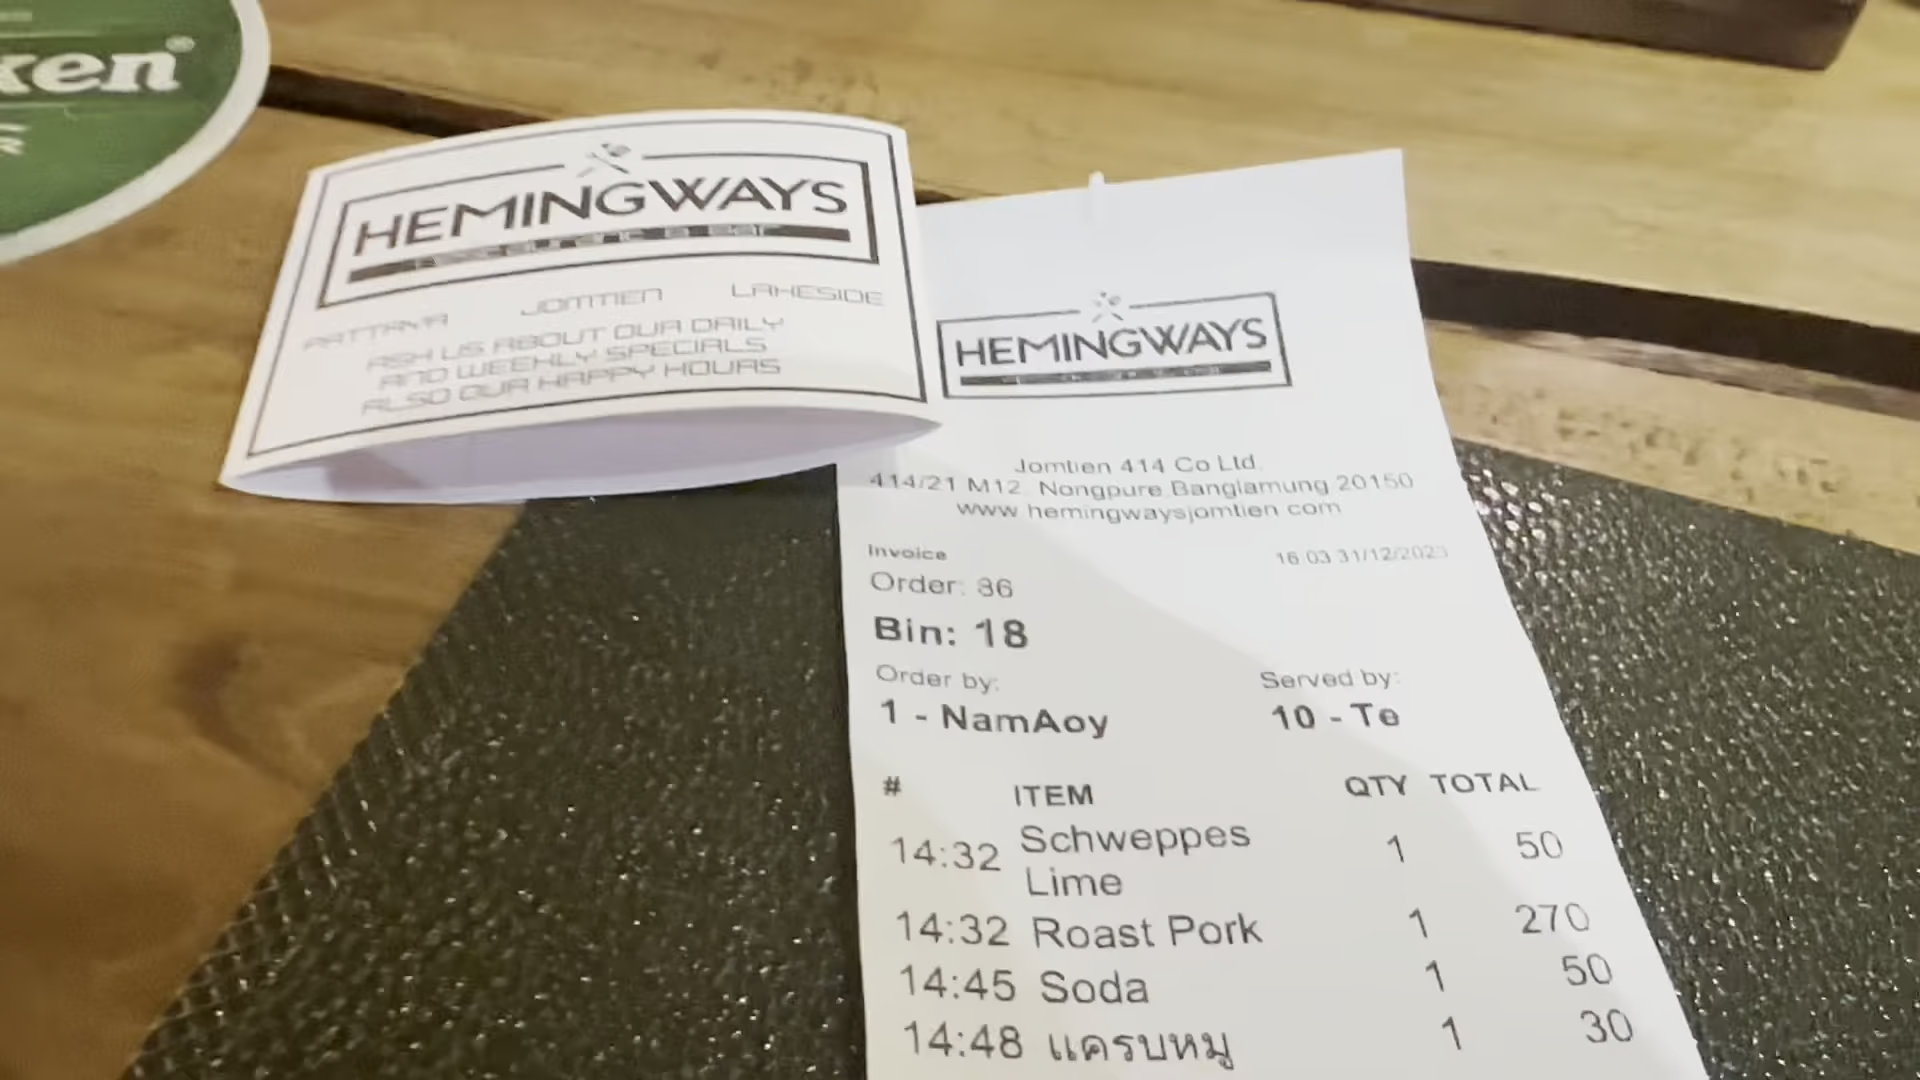 ken®
HEMINGWAYS
Restaurant & Bar
PATTAYA JOMTIEN LAKESIDE
ASK US ABOUT OUR DAILY
AND WEEKLY SPECIALS
ALSO OUR HAPPY HOURS
HEMINGWAYS
Jomtien 414 Co Ltd.
414/21 M12, Nongpure,Banglamung 20150
www.hemingwaysjomtien.com
Invoice 16:03 31/12/2023
Order: 36
Bin: 18
Order by: Served by:
1 - NamAoy 10 - Te
# ITEM QTY TOTAL
14:32 Schweppes Lime 1 50
14:32 Roast Pork 1 270
14:45 Soda 1 50
14:48 แครบหมู 1 30